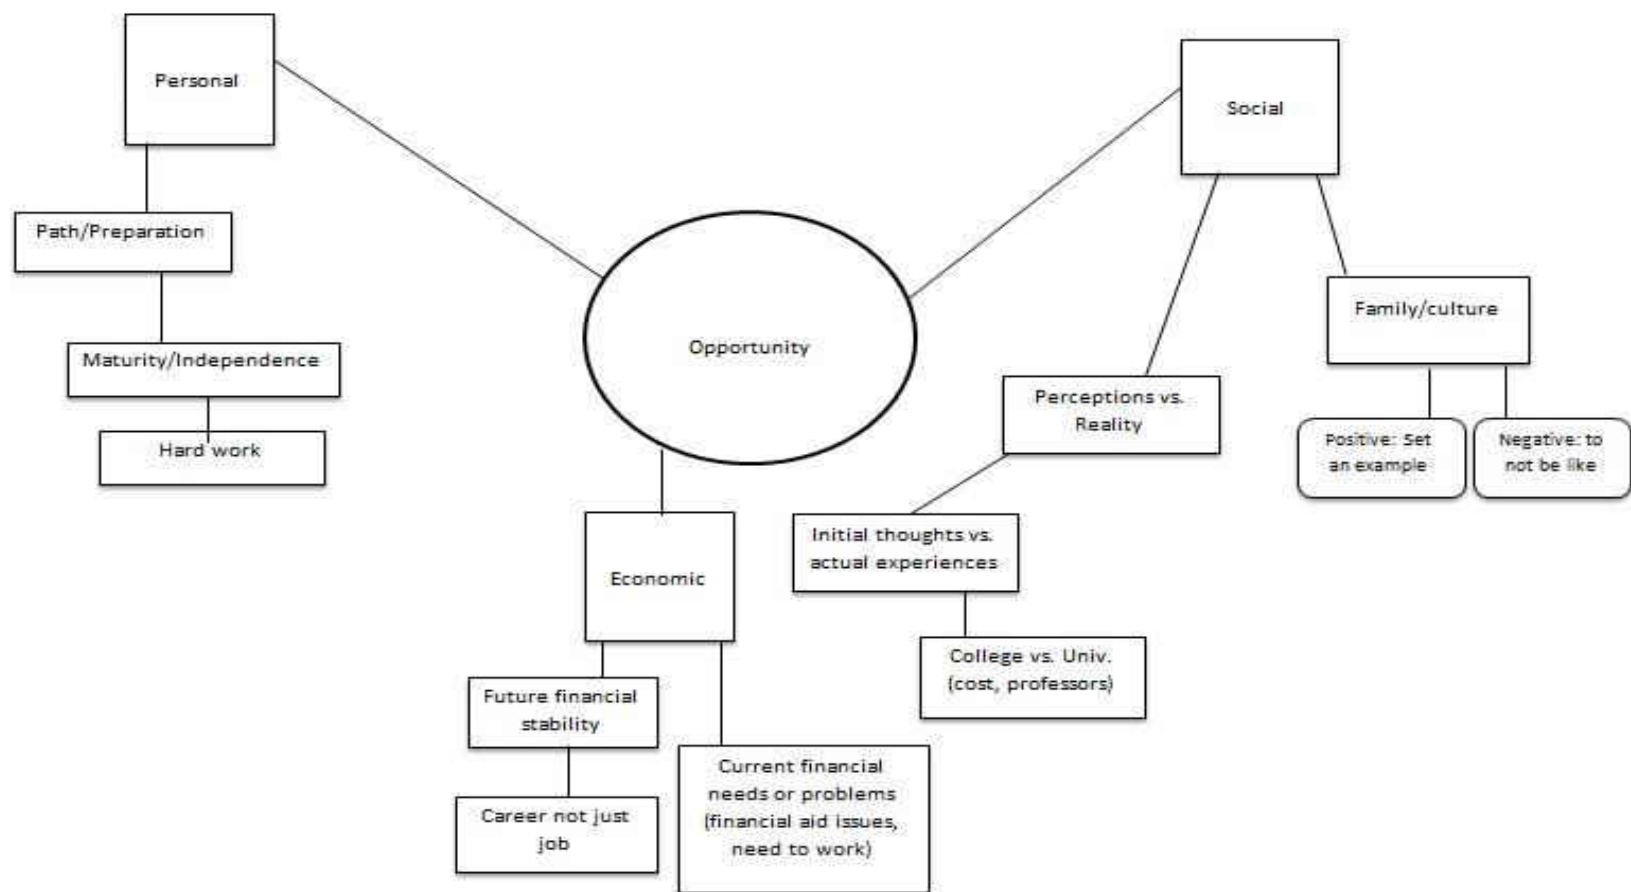 Personal
Path/Preparation
Maturity/Independence
Hard work
Opportunity
Economic
Future financial
stability
Career not just
job
Current financial
needs or problems
(financial aid issues,
need to work)
Social
Perceptions vs.
Reality
Initial thoughts vs.
actual experiences
College vs. Univ.
(cost, professors)
Family/culture
Positive: Set
an example
Negative: to
not be like